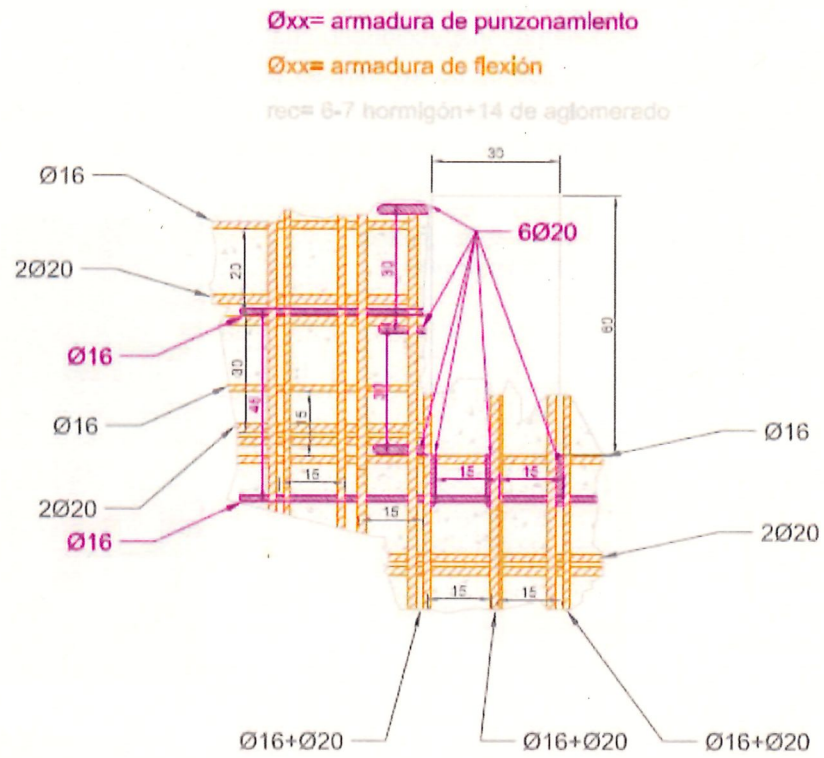 Øxx= armadura de punzonamiento
Øxx= armadura de flexión
rec= 6-7 hormigón+14 de aglomerado
30
Ø16
6Ø20
2Ø20
20
30
60
Ø16
30
45
30
Ø16
15
Ø16
15
15
15
2Ø20
15
Ø16
2Ø20
15
15
Ø16+Ø20
Ø16+Ø20
Ø16+Ø20